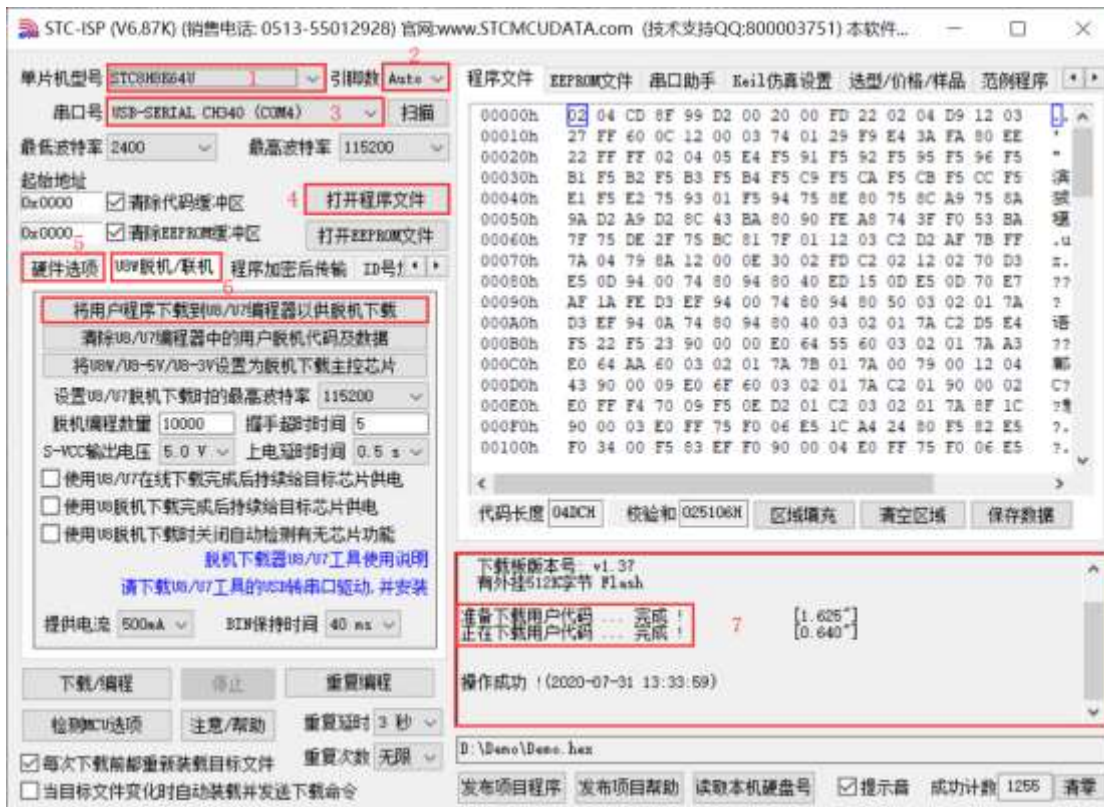 STC-ISP (V6.87K) (销售电话: 0513-55012928) 官网:www.STCMCUDATA.com (技术支持QQ:800003751) 本软件...
单片机型号 STC8H8K64U 1 引脚数 Auto 2
串口号 USB-SERIAL CH340 (COM4) 3 扫描
最低波特率 2400 最高波特率 115200
起始地址
0x0000 清除代码缓冲区 4 打开程序文件
0x0000 清除EEPROM缓冲区 打开EEPROM文件
5
硬件选项 U8W脱机/联机 程序加密后传输 ID号
6
将用户程序下载到U8/U7编程器以供脱机下载
清除U8/U7编程器中的用户脱机代码及数据
将U8W/U8-5V/U8-3V设置为脱机下载主控芯片
设置U8/U7脱机下载时的最高波特率 115200
脱机编程数量 10000 握手超时时间 5
S-VCC输出电压 5.0 V 上电延时时间 0.5 s
使用U8/U7在线下载完成后持续给目标芯片供电
使用U8脱机下载完成后持续给目标芯片供电
使用U8脱机下载时关闭自动检测有无芯片功能
脱机下载器U8/U7工具使用说明
请下载U8/U7工具的USB转串口驱动,并安装
提供电流 500mA BIN保持时间 40 ms
下载/编程 停止 重复编程
检测MCU选项 注意/帮助 重复延时 3 秒
每次下载前都重新装载目标文件 重复次数 无限
当目标文件变化时自动装载并发送下载命令
程序文件 EEPROM文件 串口助手 Keil仿真设置 选型/价格/样品 范例程序
00000h 02 04 CD 8F 99 D2 00 20 00 FD 22 02 04 D9 12 03
00010h 27 FF 60 0C 12 00 03 74 01 29 F9 E4 3A FA 80 EE
00020h 22 FF FF 02 04 05 E4 F5 91 F5 92 F5 95 F5 96 F5
00030h B1 F5 B2 F5 B3 F5 B4 F5 C9 F5 CA F5 CB F5 CC F5
00040h E1 F5 E2 75 93 01 F5 94 75 8E 80 75 8C A9 75 8A
00050h 9A D2 A9 D2 8C 43 BA 80 90 FE A8 74 3F F0 53 BA
00060h 7F 75 DE 2F 75 BC 81 7F 01 12 03 C2 D2 AF 7B FF .u
00070h 7A 04 79 8A 12 00 0E 30 02 FD C2 02 12 02 70 D3
00080h E5 0D 94 00 74 80 94 80 40 ED 15 0D E5 0D 70 E7 ??
00090h AF 1A FE D3 EF 94 00 74 80 94 80 50 03 02 01 7A ?
000A0h D3 EF 94 0A 74 80 94 80 40 03 02 01 7A C2 D5 E4 语
000B0h F5 22 F5 23 90 00 00 E0 64 55 60 03 02 01 7A A3 ??
000C0h E0 64 AA 60 03 02 01 7A 7B 01 7A 00 79 00 12 04
000D0h 43 90 00 09 E0 6F 60 03 02 01 7A C2 01 90 00 02 C?
000E0h E0 FF F4 70 09 F5 0E D2 01 C2 03 02 01 7A 8F 1C
000F0h 90 00 03 E0 FF 75 F0 06 E5 1C A4 24 80 F5 82 E5 ?.
00100h F0 34 00 F5 83 EF F0 90 00 04 E0 FF 75 F0 06 E5 ?.
代码长度 04DCH 校验和 025106H 区域填充 清空区域 保存数据
下载板版本号: v1.37
有外挂512K字节 Flash
准备下载用户代码 ... 完成 ! [1.625"]
正在下载用户代码 ... 完成 ! 7 [0.640"]
操作成功 !(2020-07-31 13:33:59)
D:\Demo\Demo.hex
发布项目程序 发布项目帮助 读取本机硬盘号 提示音 成功计数 1255 清零